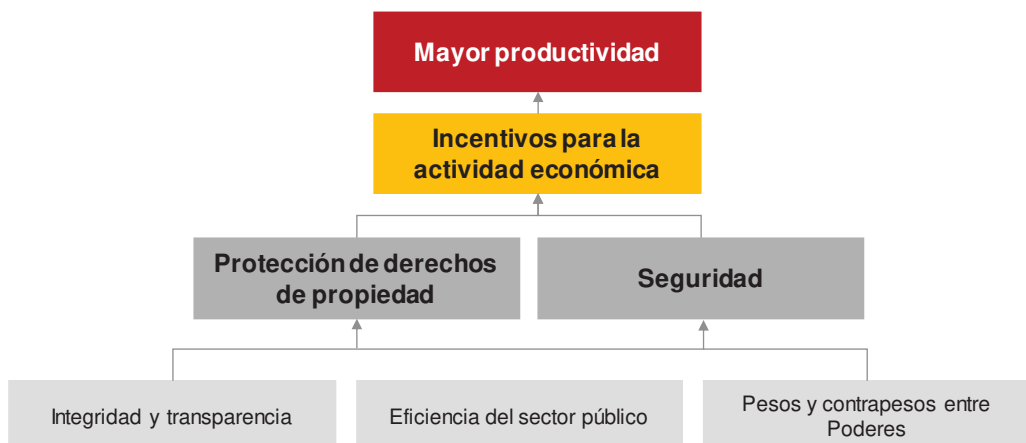 Mayor productividad
Incentivos para la
actividad económica
Protección de derechos
de propiedad
Seguridad
Integridad y transparencia
Eficiencia del sector público
Pesos y contrapesos entre
Poderes